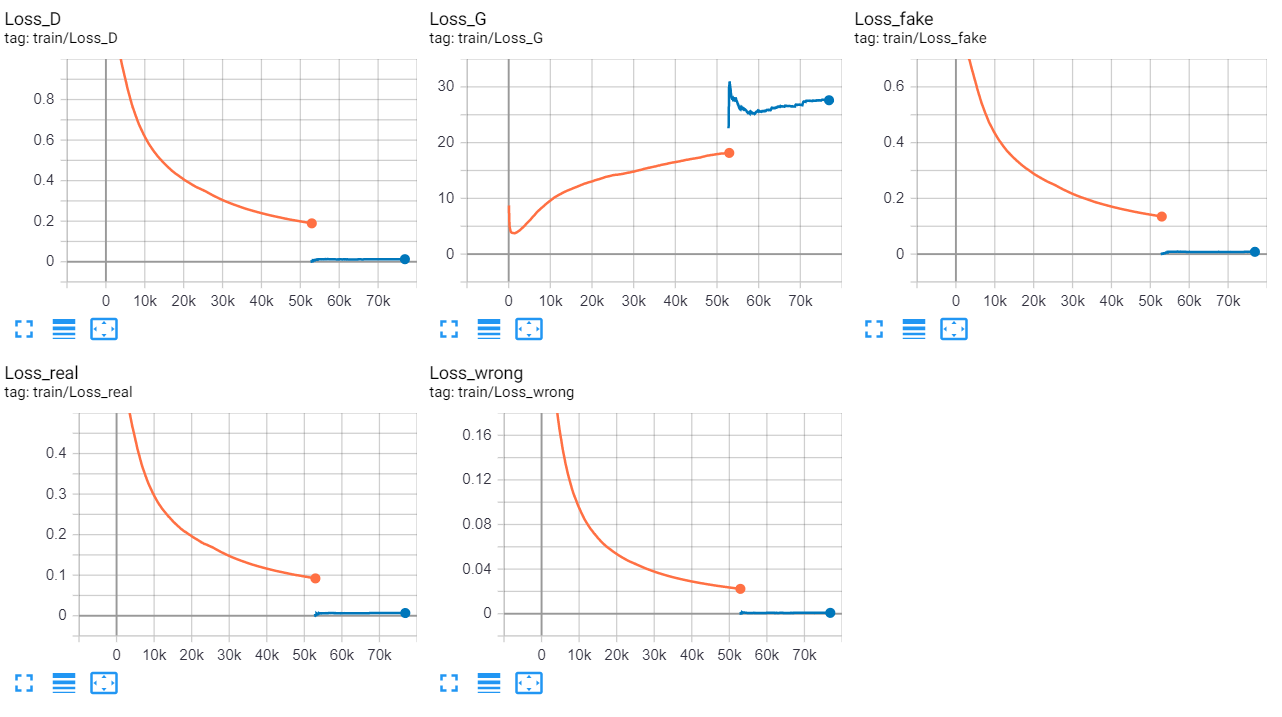 Loss_D
tag: train/Loss_D
0.8
0.6
0.4
0.2
0
0 10k 20k 30k 40k 50k 60k 70k
Loss_G
tag: train/Loss_G
30
20
10
0
0 10k 20k 30k 40k 50k 60k 70k
Loss_fake
tag: train/Loss_fake
0.6
0.4
0.2
0
0 10k 20k 30k 40k 50k 60k 70k
Loss_real
tag: train/Loss_real
0.4
0.3
0.2
0.1
0
0 10k 20k 30k 40k 50k 60k 70k
Loss_wrong
tag: train/Loss_wrong
0.16
0.12
0.08
0.04
0
0 10k 20k 30k 40k 50k 60k 70k